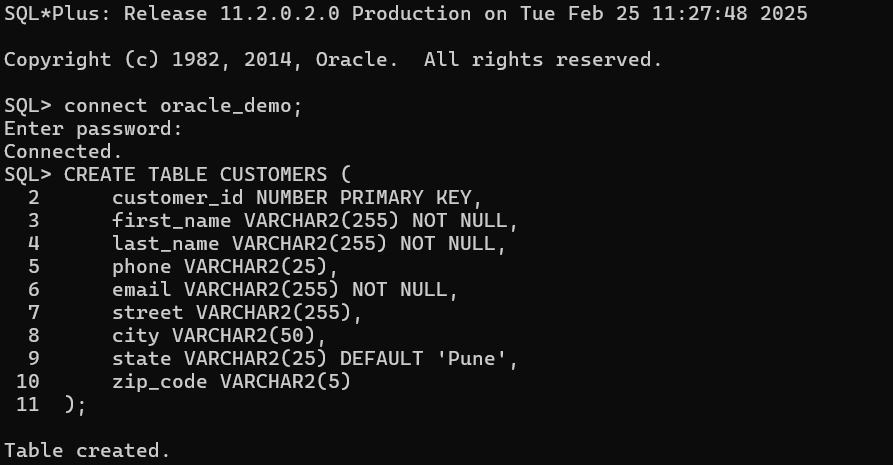 SQL*Plus: Release 11.2.0.2.0 Production on Tue Feb 25 11:27:48 2025
Copyright (c) 1982, 2014, Oracle.  All rights reserved.
SQL> connect oracle_demo;
Enter password:
Connected.
SQL> CREATE TABLE CUSTOMERS (
  2      customer_id NUMBER PRIMARY KEY,
  3      first_name VARCHAR2(255) NOT NULL,
  4      last_name VARCHAR2(255) NOT NULL,
  5      phone VARCHAR2(25),
  6      email VARCHAR2(255) NOT NULL,
  7      street VARCHAR2(255),
  8      city VARCHAR2(50),
  9      state VARCHAR2(25) DEFAULT 'Pune',
 10      zip_code VARCHAR2(5)
 11  );
Table created.